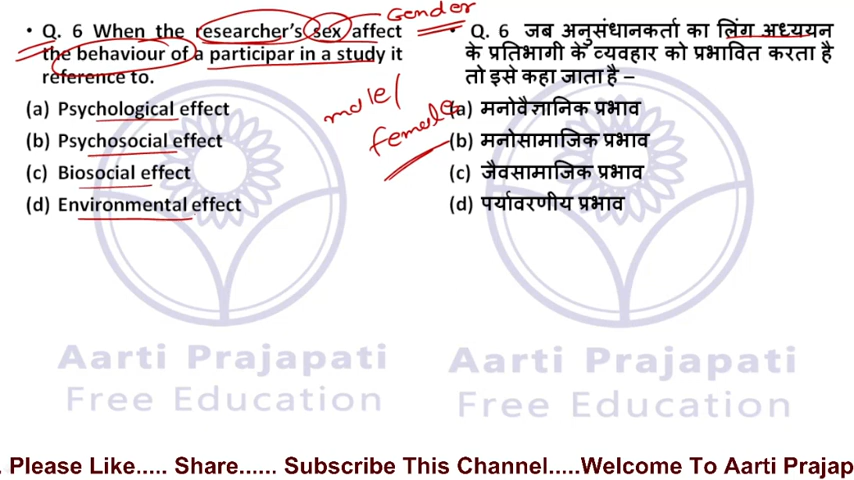 Gender
• Q. 6 When the researcher's sex affect
the behaviour of a participar in a study it
reference to.
(a) Psychological effect
(b) Psychosocial effect
(c) Biosocial effect
(d) Environmental effect
male/
female
• Q. 6 जब अनुसंधानकर्ता का लिंग अध्ययन
के प्रतिभागी के व्यवहार को प्रभावित करता है
तो इसे कहा जाता है –
(a) मनोवैज्ञानिक प्रभाव
(b) मनोसामाजिक प्रभाव
(c) जैवसामाजिक प्रभाव
(d) पर्यावरणीय प्रभाव
Aarti Prajapati
Free Education
Aarti Prajapati
Free Education
. Please Like..... Share...... Subscribe This Channel.....Welcome To Aarti Prajap